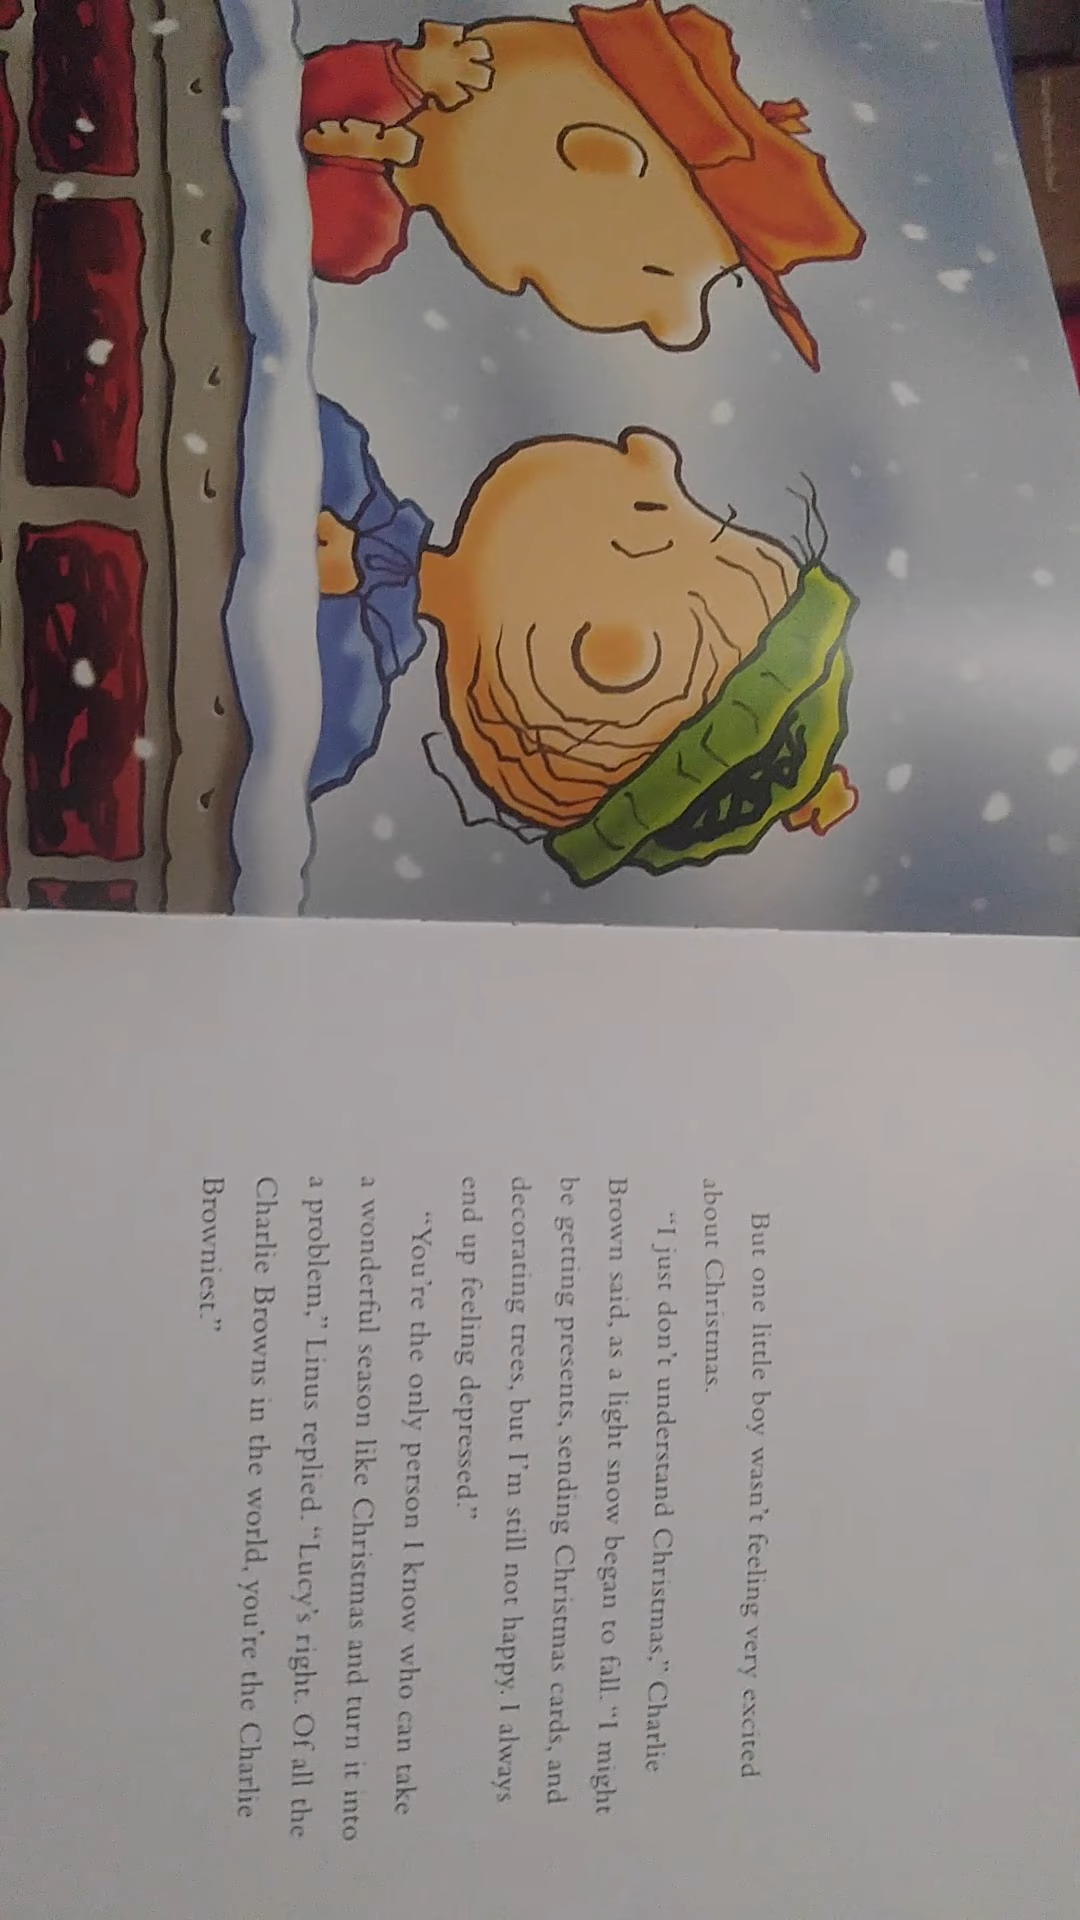 But one little boy wasn't feeling very excited
about Christmas.
"I just don't understand Christmas," Charlie
Brown said, as a light snow began to fall. "I might
be getting presents, sending Christmas cards, and
decorating trees, but I'm still not happy. I always
end up feeling depressed."
"You're the only person I know who can take
a wonderful season like Christmas and turn it into
a problem," Linus replied. "Lucy's right. Of all the
Charlie Browns in the world, you're the Charlie
Browniest."